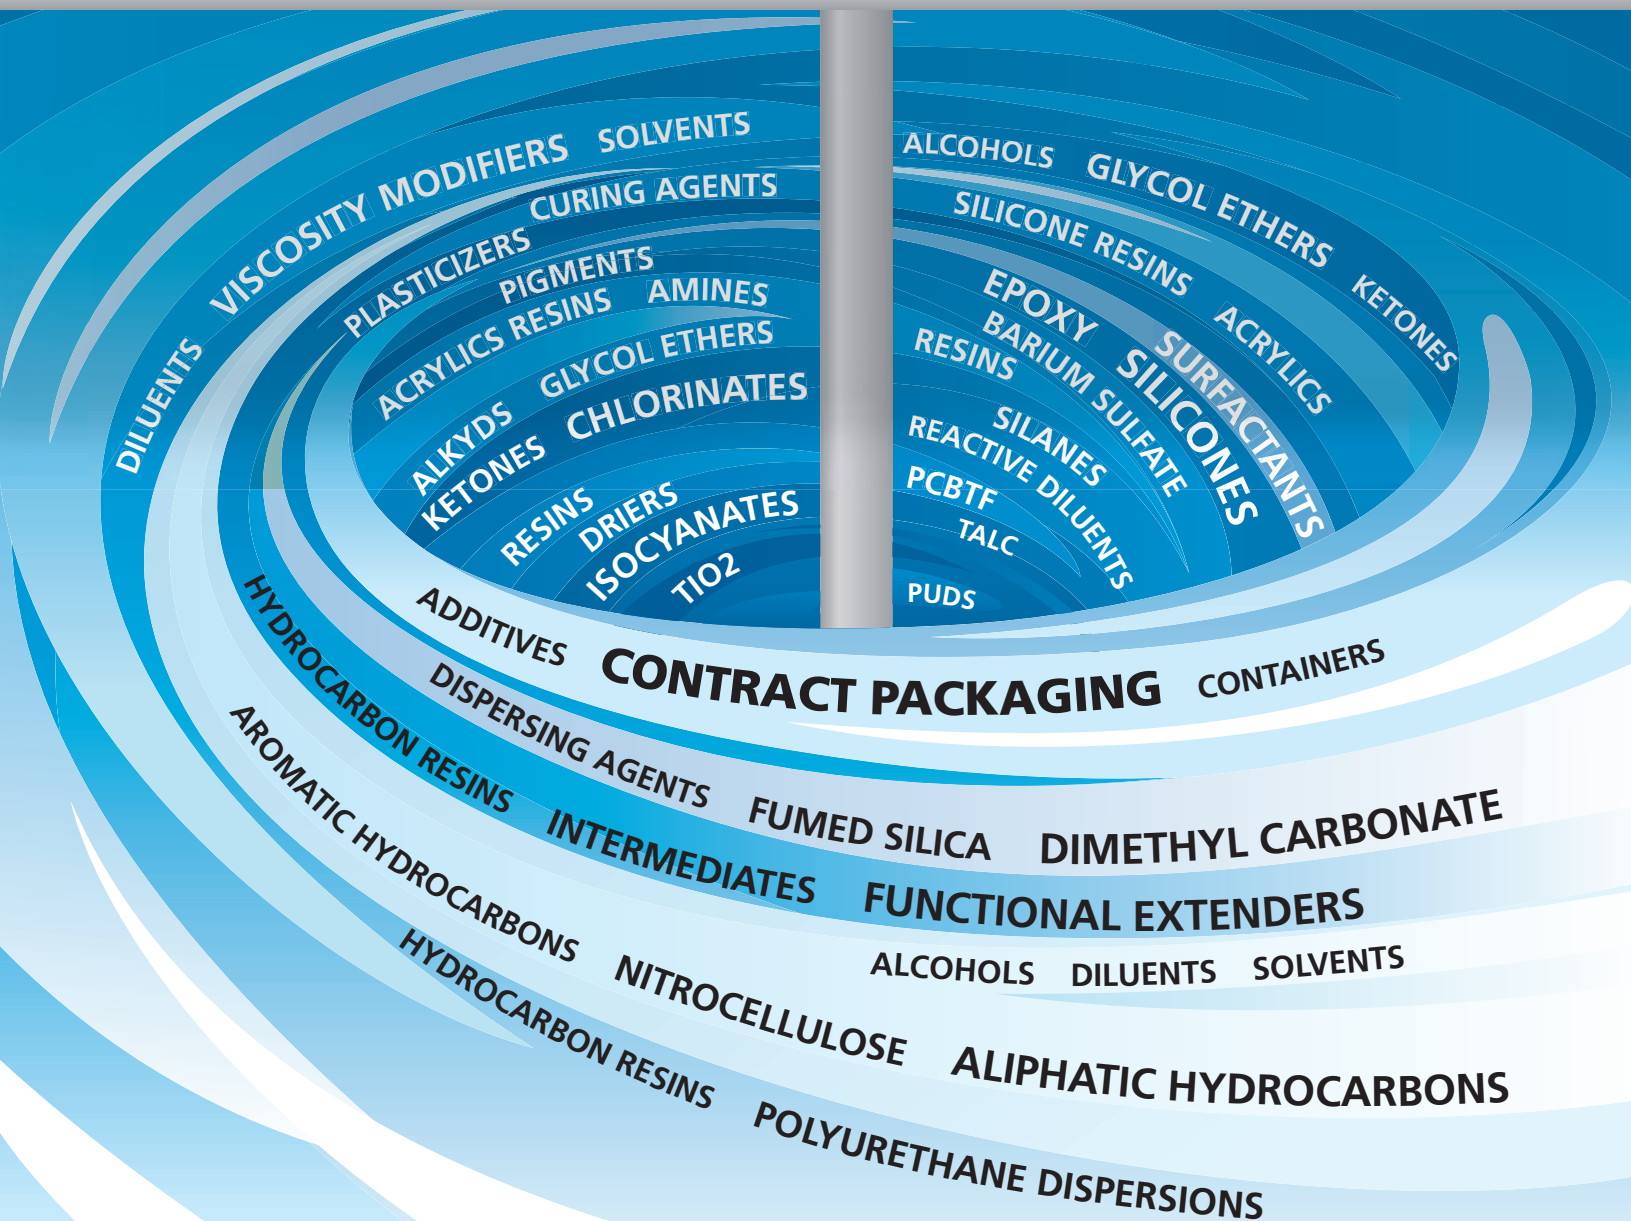 VISCOSITY MODIFIERS SOLVENTS
DILUENTS
CURING AGENTS
PLASTICIZERS
PIGMENTS
ACRYLICS RESINS AMINES
ALKYDS GLYCOL ETHERS
KETONES CHLORINATES
RESINS DRIERS
ISOCYANATES
TIO2
ALCOHOLS GLYCOL ETHERS KETONES
SILICONE RESINS ACRYLICS
EPOXY SILICONES
SURFACTANTS
BARIUM SULFATE
RESINS
SILANES
REACTIVE DILUENTS
PCBTF
TALC
PUDS
ADDITIVES CONTRACT PACKAGING CONTAINERS
DISPERSING AGENTS FUMED SILICA DIMETHYL CARBONATE
HYDROCARBON RESINS INTERMEDIATES FUNCTIONAL EXTENDERS
ALCOHOLS DILUENTS SOLVENTS
AROMATIC HYDROCARBONS NITROCELLULOSE ALIPHATIC HYDROCARBONS
HYDROCARBON RESINS POLYURETHANE DISPERSIONS